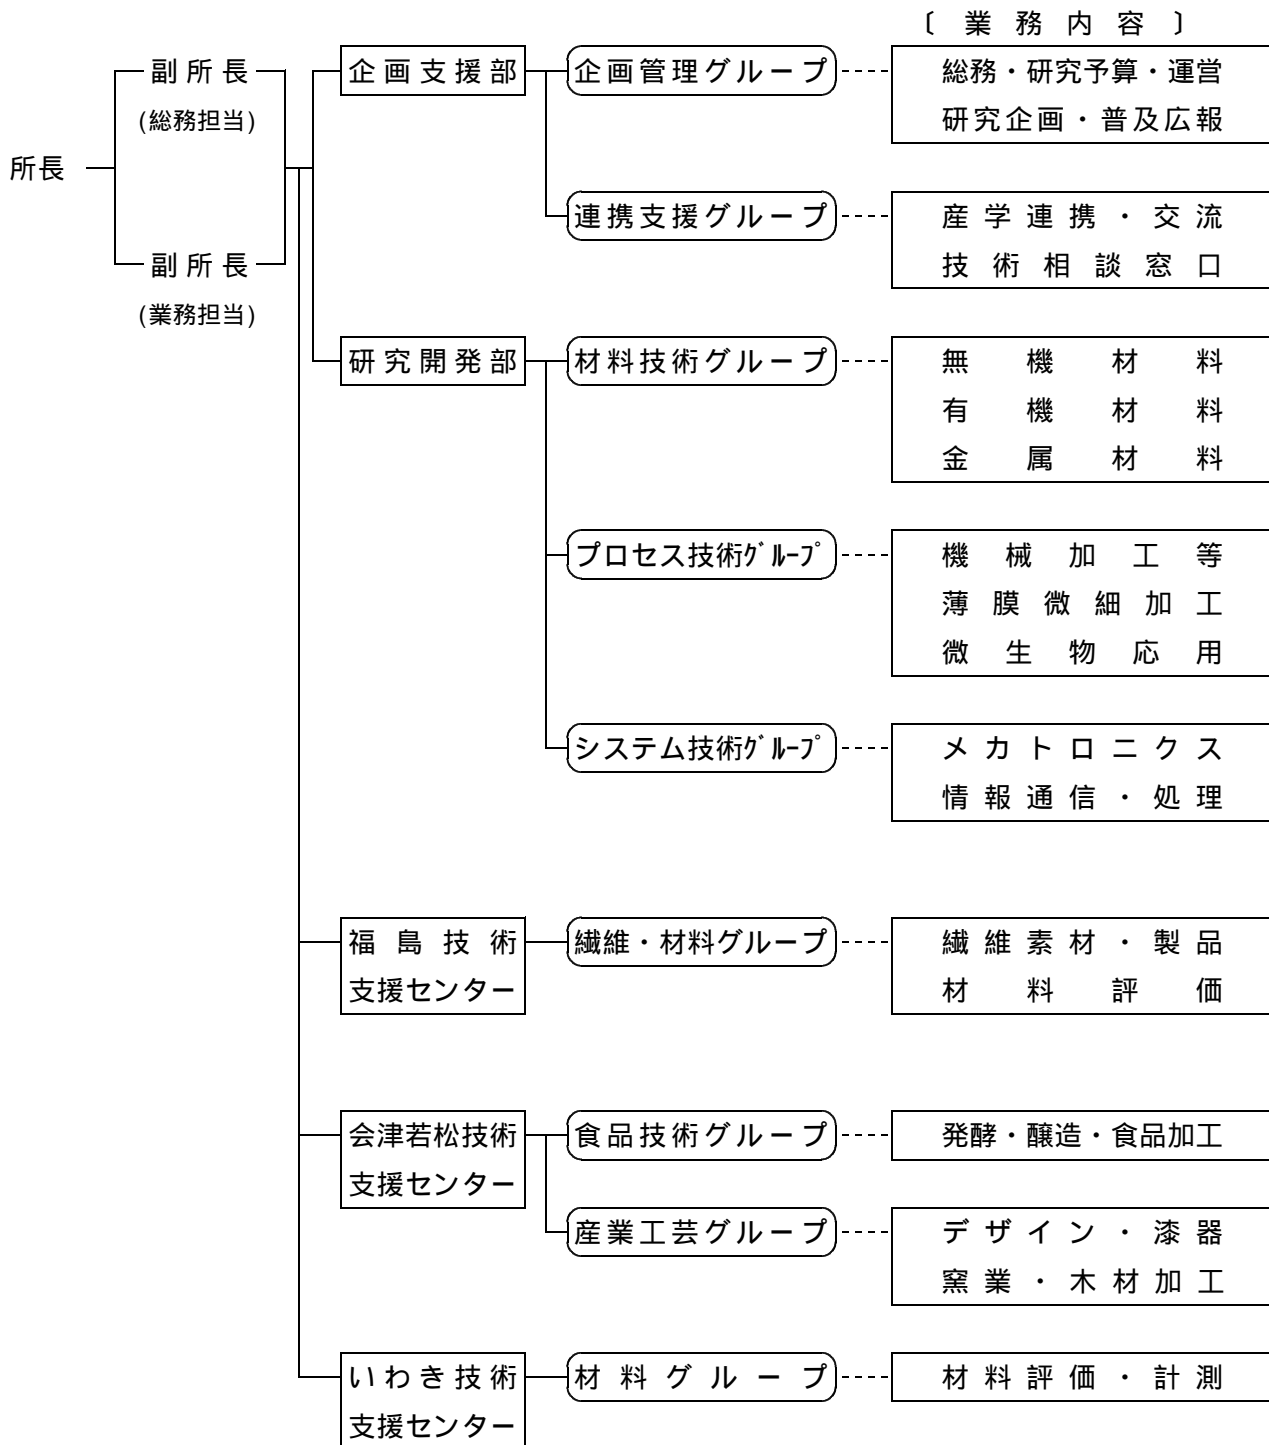 〔業務内容〕
副所長
企画支援部
企画管理グループ
総務・研究予算・運営
(総務担当)
研究企画・普及広報
所長
連携支援グループ
産学連携・交流
副所長
技術相談窓口
(業務担当)
研究開発部
材料技術グループ
無機材料
有機材料
金属材料
プロセス技術ｸﾞﾙｰﾌﾟ
機械加工等
薄膜微細加工
微生物応用
システム技術ｸﾞﾙｰﾌﾟ
メカトロニクス
情報通信・処理
福島技術
支援センター
繊維・材料グループ
繊維素材・製品
材料評価
会津若松技術
支援センター
食品技術グループ
発酵・醸造・食品加工
産業工芸グループ
デザイン・漆器
窯業・木材加工
いわき技術
支援センター
材料グループ
材料評価・計測